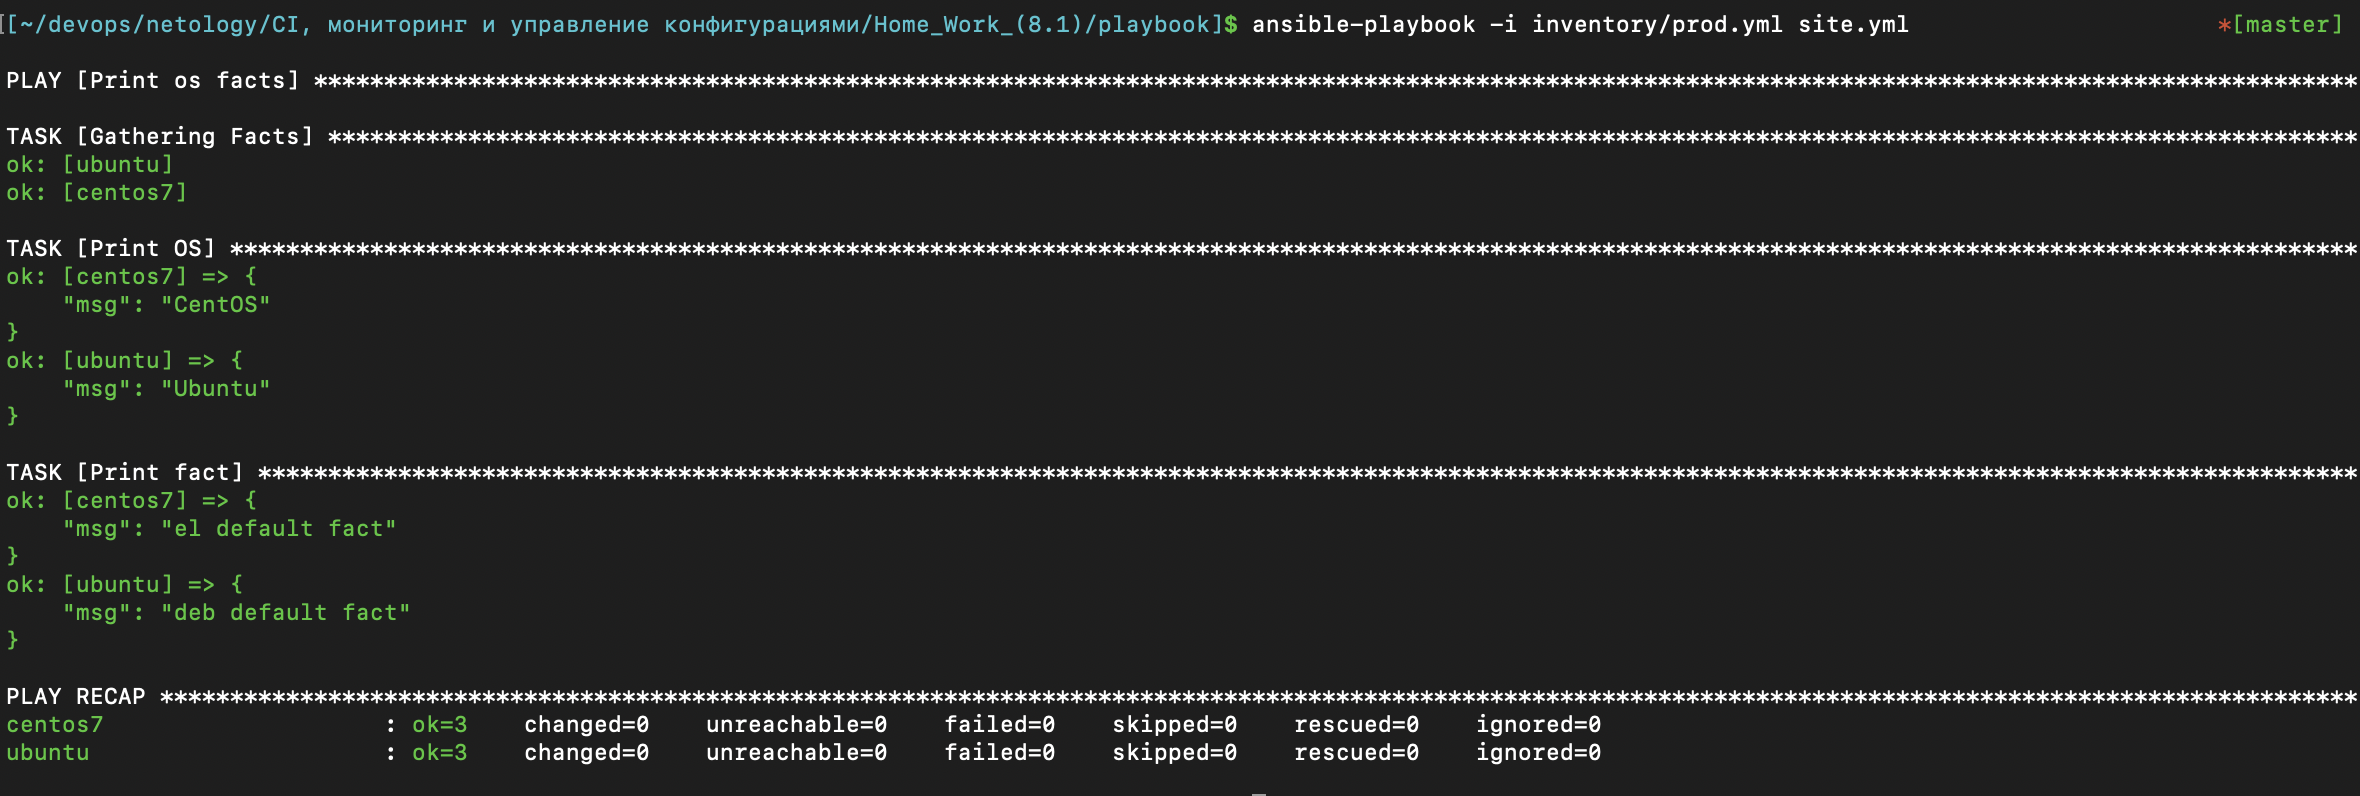 [[~/devops/netology/CI, мониторинг и управление конфигурациями/Home_Work_(8.1)/playbook]$ ansible-playbook -i inventory/prod.yml site.yml *[master]
PLAY [Print os facts] **************************************************************************************************************************************************
TASK [Gathering Facts] *************************************************************************************************************************************************
ok: [ubuntu]
ok: [centos7]
TASK [Print OS] ********************************************************************************************************************************************************
ok: [centos7] => {
    "msg": "CentOS"
}
ok: [ubuntu] => {
    "msg": "Ubuntu"
}
TASK [Print fact] ******************************************************************************************************************************************************
ok: [centos7] => {
    "msg": "el default fact"
}
ok: [ubuntu] => {
    "msg": "deb default fact"
}
PLAY RECAP *************************************************************************************************************************************************************
centos7                    : ok=3    changed=0    unreachable=0    failed=0    skipped=0    rescued=0    ignored=0
ubuntu                     : ok=3    changed=0    unreachable=0    failed=0    skipped=0    rescued=0    ignored=0